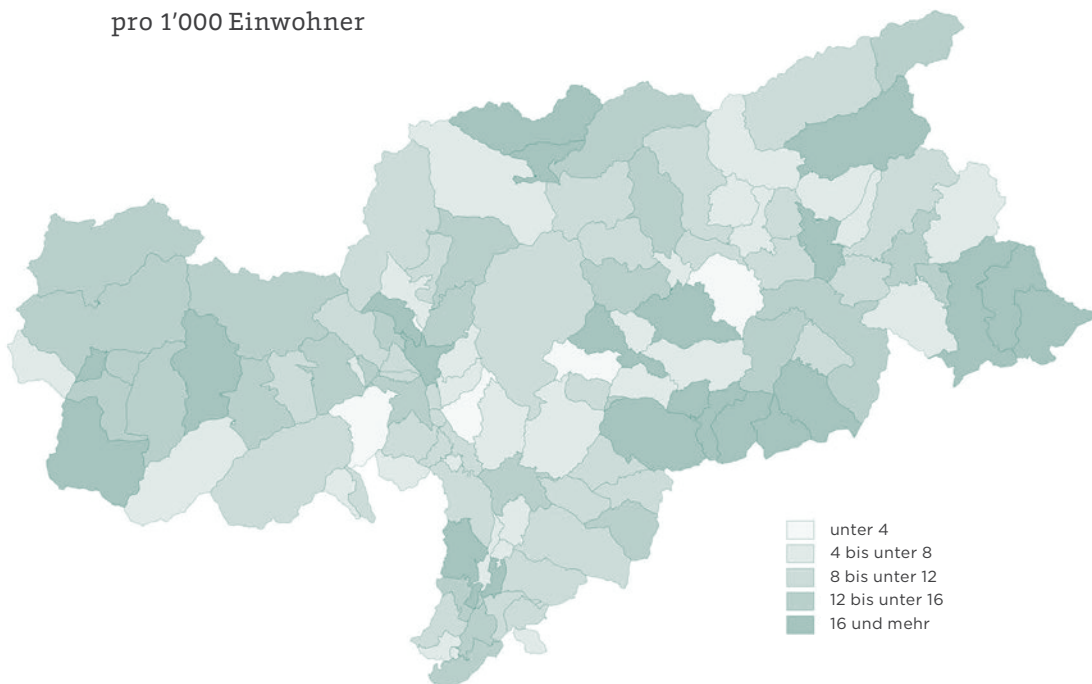 pro 1’000 Einwohner
unter 4
4 bis unter 8
8 bis unter 12
12 bis unter 16
16 und mehr